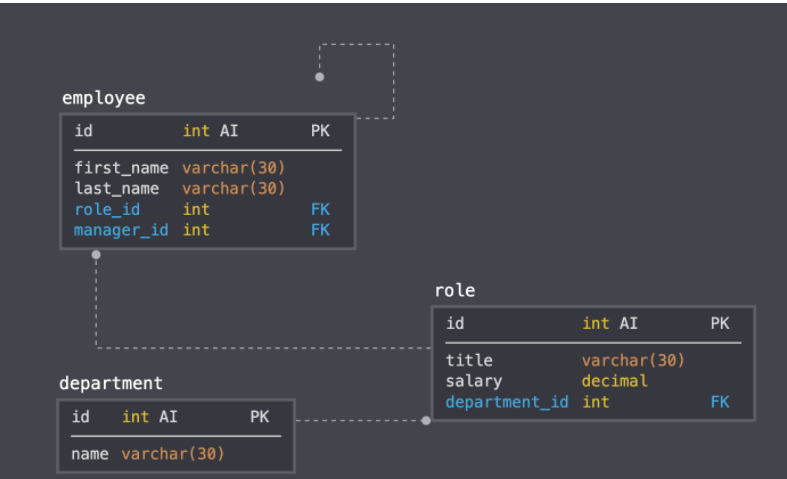 employee
id int AI PK
first_name varchar(30)
last_name varchar(30)
role_id int FK
manager_id int FK
role
id int AI PK
title varchar(30)
salary decimal
department_id int FK
department
id int AI PK
name varchar(30)